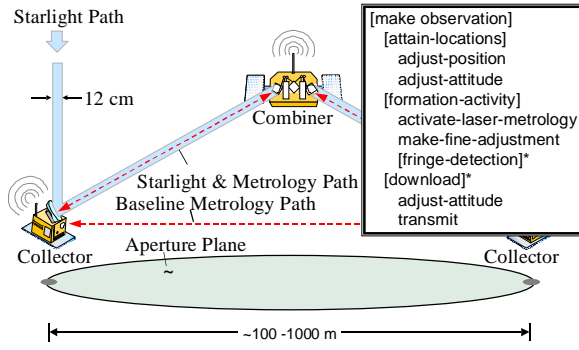 Starlight Path
12 cm
Combiner
Starlight & Metrology Path
Baseline Metrology Path
Collector
Aperture Plane
~
Collector
~100 -1000 m
[make observation]
[attain-locations]
adjust-position
adjust-attitude
[formation-activity]
activate-laser-metrology
make-fine-adjustment
[fringe-detection]*
[download]*
adjust-attitude
transmit